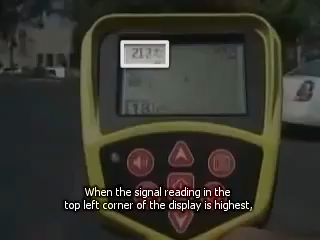 When the signal reading in the
top left corner of the display is highest,